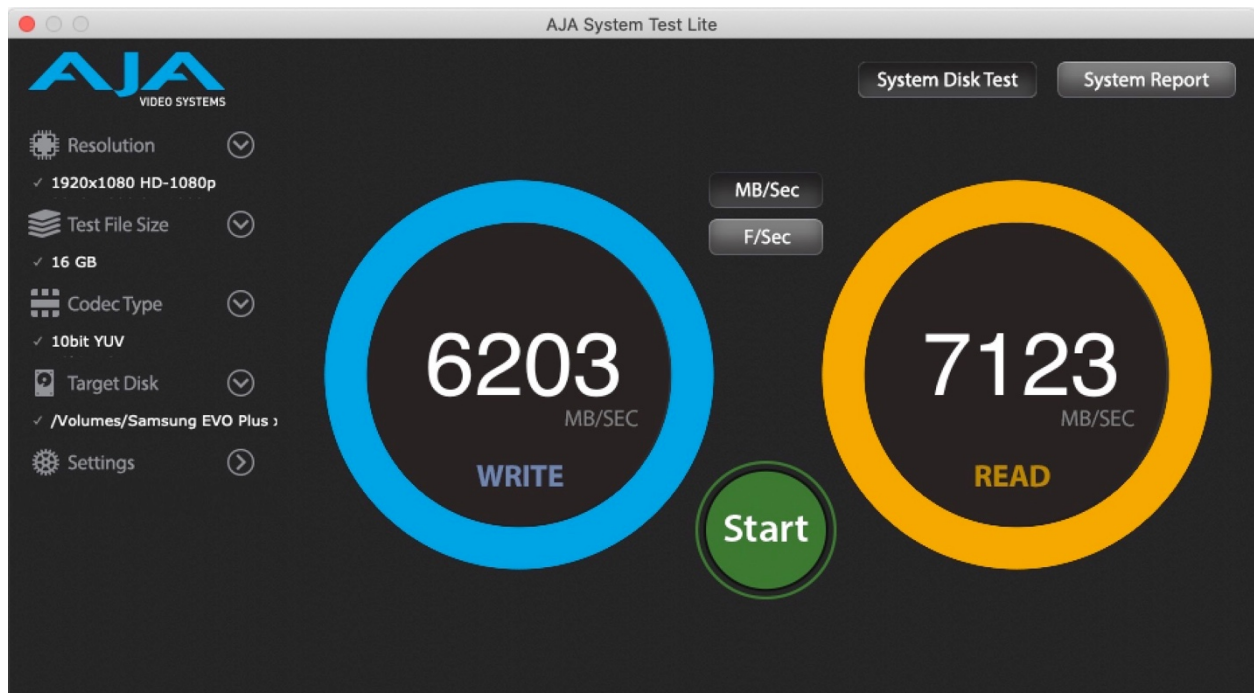 AJA System Test Lite
AJA
VIDEO SYSTEMS
System Disk Test
System Report
Resolution
✓ 1920x1080 HD-1080p
Test File Size
✓ 16 GB
Codec Type
✓ 10bit YUV
Target Disk
✓ /Volumes/Samsung EVO Plus
Settings
MB/Sec
F/Sec
6203
MB/SEC
WRITE
Start
7123
MB/SEC
READ